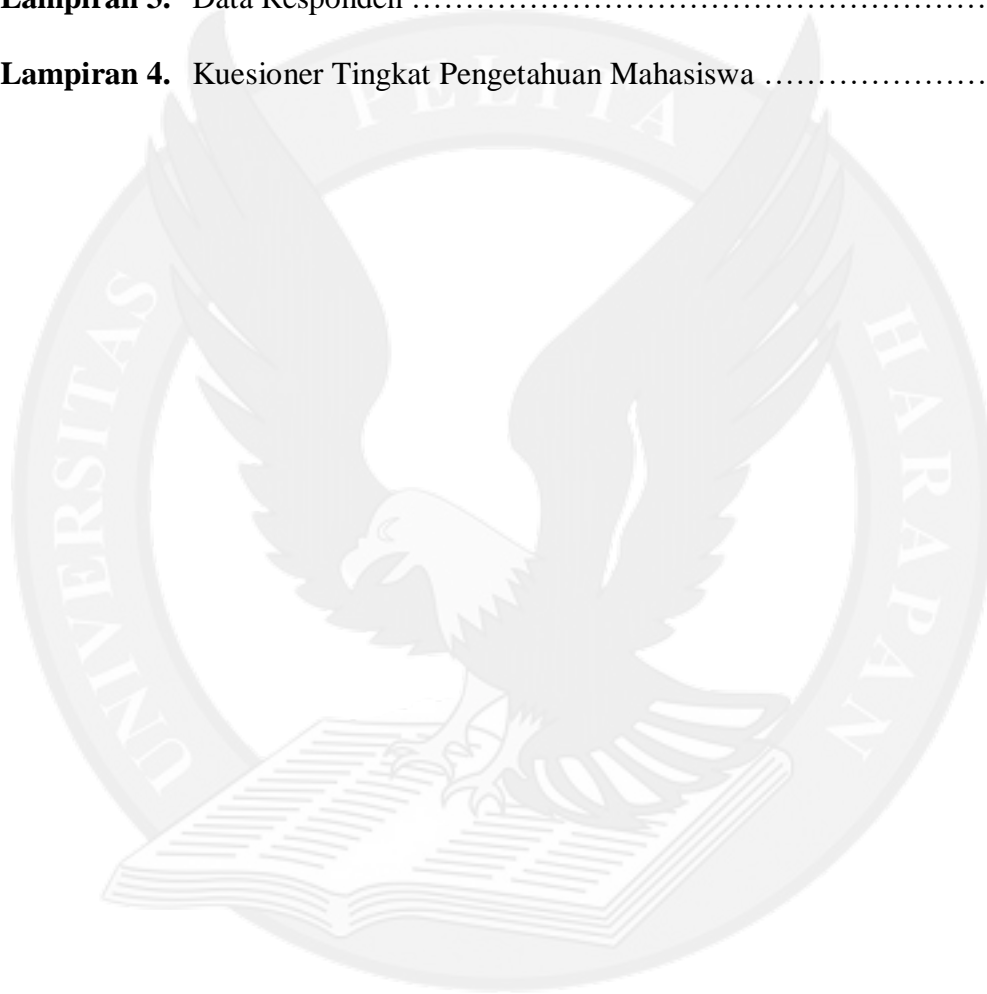 Lampiran 3. Data Responden ………………………………………………
Lampiran 4. Kuesioner Tingkat Pengetahuan Mahasiswa …………………
UNIVERSITAS PELITA HARAPAN